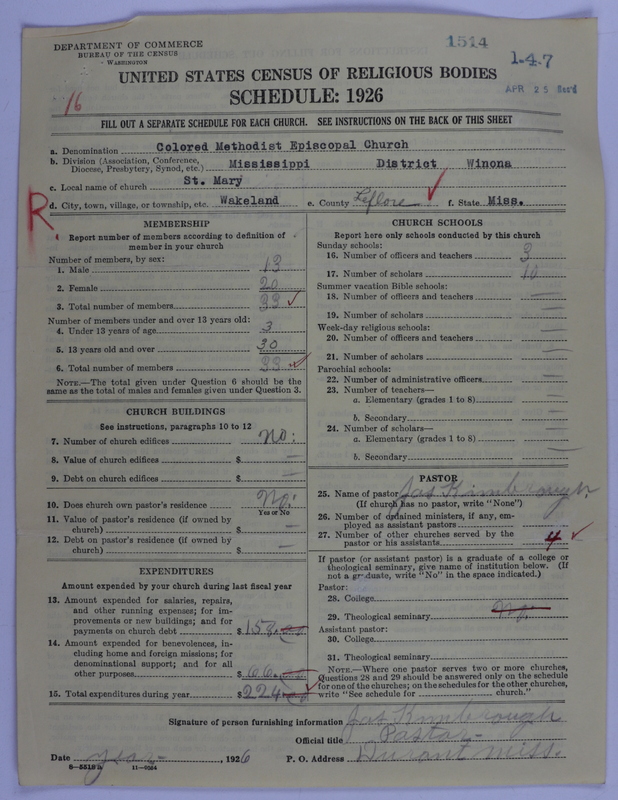 DEPARTMENT OF COMMERCE
BUREAU OF THE CENSUS
WASHINGTON
1514
1-4-7
APR 25
UNITED STATES CENSUS OF RELIGIOUS BODIES
SCHEDULE: 1926
16
FILL OUT A SEPARATE SCHEDULE FOR EACH CHURCH. SEE INSTRUCTIONS ON THE BACK OF THIS SHEET
a. Denomination Colored Methodist Episcopal Church
b. Division (Association, Conference, Diocese, Presbytery, Synod, etc.) Mississippi District Winona
c. Local name of church St. Mary
d. City, town, village, or township, etc. Wakeland e. County Leflore f. State Miss.
R
MEMBERSHIP
Report number of members according to definition of
member in your church
Number of members, by sex:
1. Male 13
2. Female 20
3. Total number of members 33
Number of members under and over 13 years old:
4. Under 13 years of age 3
5. 13 years old and over 30
6. Total number of members 33
NOTE.—The total given under Question 6 should be the
same as the total of males and females given under Question 3.
CHURCH BUILDINGS
See instructions, paragraphs 10 to 12
7. Number of church edifices No.
8. Value of church edifices $ —
9. Debt on church edifices $ —
10. Does church own pastor's residence No.
Yes or No
11. Value of pastor's residence (if owned by
church) $ —
12. Debt on pastor's residence (if owned by
church) $ —
EXPENDITURES
Amount expended by your church during last fiscal year
13. Amount expended for salaries, repairs,
and other running expenses; for im-
provements or new buildings; and for
payments on church debt $ 158.
14. Amount expended for benevolences, in-
cluding home and foreign missions; for
denominational support; and for all
other purposes $ 66.
15. Total expenditures during year $ 224
CHURCH SCHOOLS
Report here only schools conducted by this church
Sunday schools:
16. Number of officers and teachers 3
17. Number of scholars 10
Summer vacation Bible schools:
18. Number of officers and teachers —
19. Number of scholars —
Week-day religious schools:
20. Number of officers and teachers —
21. Number of scholars —
Parochial schools:
22. Number of administrative officers —
23. Number of teachers—
a. Elementary (grades 1 to 8) —
b. Secondary —
24. Number of scholars—
a. Elementary (grades 1 to 8) —
b. Secondary —
PASTOR
25. Name of pastor Jas Kimbrough
(If church has no pastor, write "None")
26. Number of ordained ministers, if any, em-
ployed as assistant pastors —
27. Number of other churches served by the
pastor or his assistants 4
If pastor (or assistant pastor) is a graduate of a college or
theological seminary, give name of institution below. (If
not a graduate, write "No" in the space indicated.)
Pastor:
28. College
29. Theological seminary No.
Assistant pastor:
30. College
31. Theological seminary
NOTE.—Where one pastor serves two or more churches,
Questions 28 and 29 should be answered only on the schedule
for one of the churches; on the schedules for the other churches,
write "See schedule for church."
Signature of person furnishing information Jas Kimbrough
Official title Pastor
Date year , 1926 P. O. Address Durant miss.
11-9984